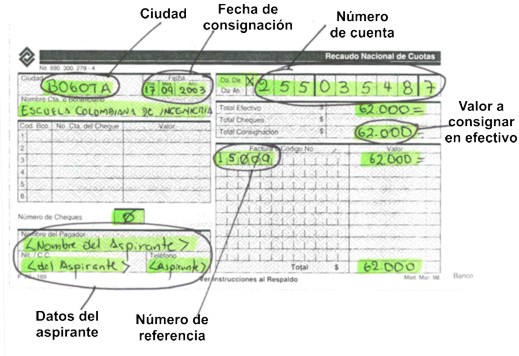 Ciudad
Fecha de
consignación
Número
de cuenta
Nit. 890. 300. 279 - 4
Recaudo Nacional de Cuotas
Ciudad
BOGOTA
Fecha
17 09 2003
Cta. Cte.
Cta. Ah.
X
2 5 5 0 3 5 4 8 7
Nombre Cta. o Beneficiario
ESCUELA COLOMBIANA DE INGENIERIA
Total Efectivo $ 62.000=
Total Cheques $
Total Consignación $ 62.000=
Valor a
consignar
en efectivo
Cod. Bco. No. Cta. del Cheque Valor
1
2
3
4
5
6
Factura o Código No. Valor
15009 62000=
Número de Cheques Ø
Nombre del Pagador
<Nombre del Aspirante>
Nit. / C.C. Teléfono
<del Aspirante> <Aspirante>
Total $ 62.000
Ver Instrucciones al Respaldo
Mod. Mar. 98
Banco
Datos del
aspirante
Número de
referencia